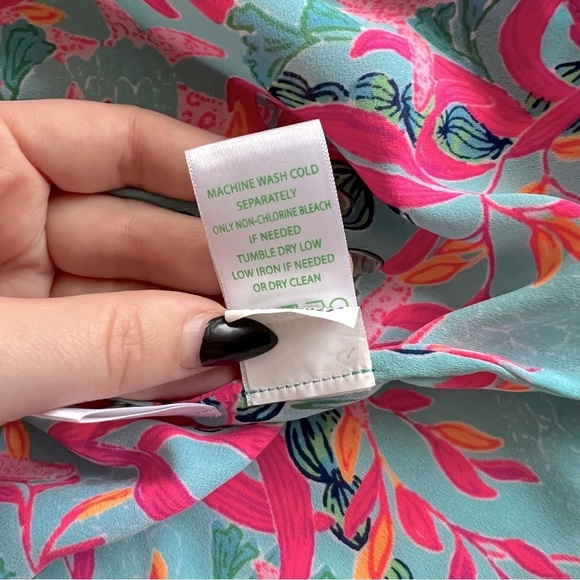 MACHINE WASH COLD
SEPARATELY
ONLY NON-CHLORINE BLEACH
IF NEEDED
TUMBLE DRY LOW
LOW IRON IF NEEDED
OR DRY CLEAN